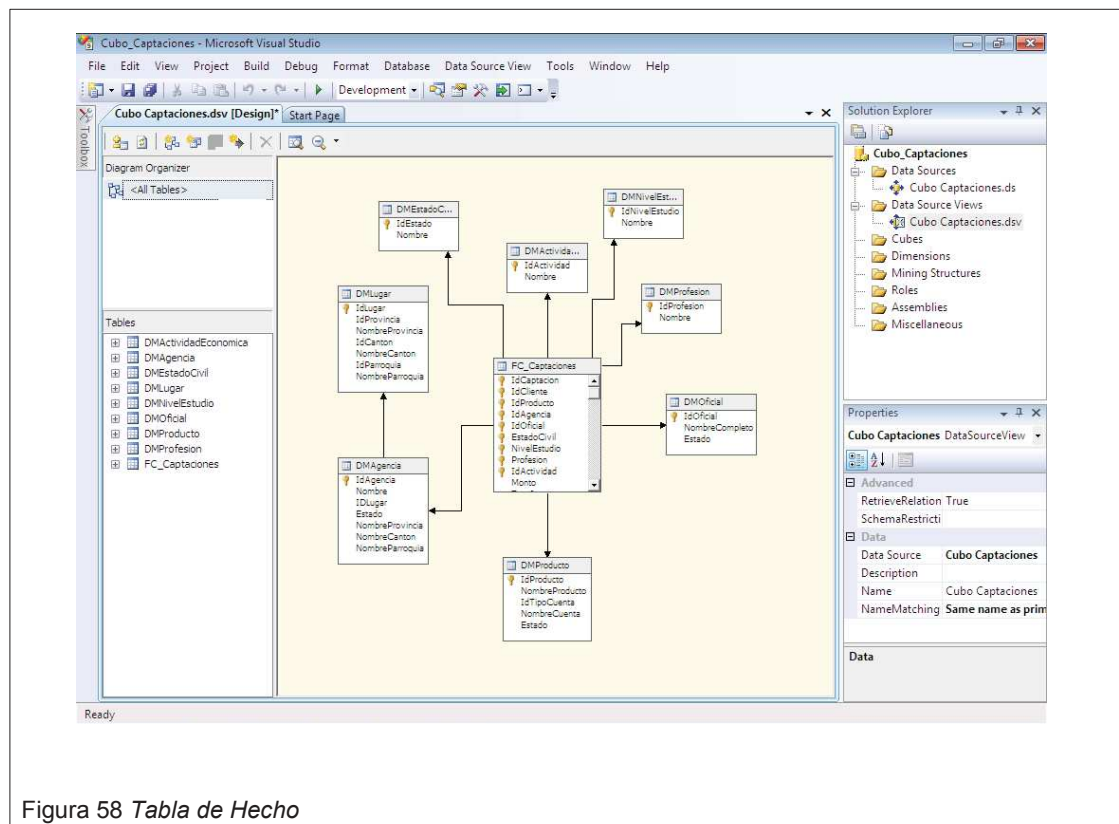 Cubo_Captaciones - Microsoft Visual Studio
File Edit View Project Build Debug Format Database Data Source View Tools Window Help
Development
Toolbox
Cubo Captaciones.dsv [Design]* Start Page
Diagram Organizer
<All Tables>
Tables
DMActividadEconomica
DMAgencia
DMEstadoCivil
DMLugar
DMNivelEstudio
DMOficial
DMProducto
DMProfesion
FC_Captaciones
DMEstadoC...
IdEstado
Nombre
DMNivelEst...
IdNivelEstudio
Nombre
DMActivida...
IdActividad
Nombre
DMLugar
IdLugar
IdProvincia
NombreProvincia
IdCanton
NombreCanton
IdParroquia
NombreParroquia
DMProfesion
IdProfesion
Nombre
FC_Captaciones
IdCaptacion
IdCliente
IdProducto
IdAgencia
IdOficial
EstadoCivil
NivelEstudio
Profesion
IdActividad
Monto
DMOficial
IdOficial
NombreCompleto
Estado
DMAgencia
IdAgencia
Nombre
IDLugar
Estado
NombreProvincia
NombreCanton
NombreParroquia
DMProducto
IdProducto
NombreProducto
IdTipoCuenta
NombreCuenta
Estado
Solution Explorer
Cubo_Captaciones
Data Sources
Cubo Captaciones.ds
Data Source Views
Cubo Captaciones.dsv
Cubes
Dimensions
Mining Structures
Roles
Assemblies
Miscellaneous
Properties
Cubo Captaciones DataSourceView
Advanced
RetrieveRelation True
SchemaRestricti
Data
Data Source Cubo Captaciones
Description
Name Cubo Captaciones
NameMatching Same name as prim
Data
Ready
Figura 58 Tabla de Hecho